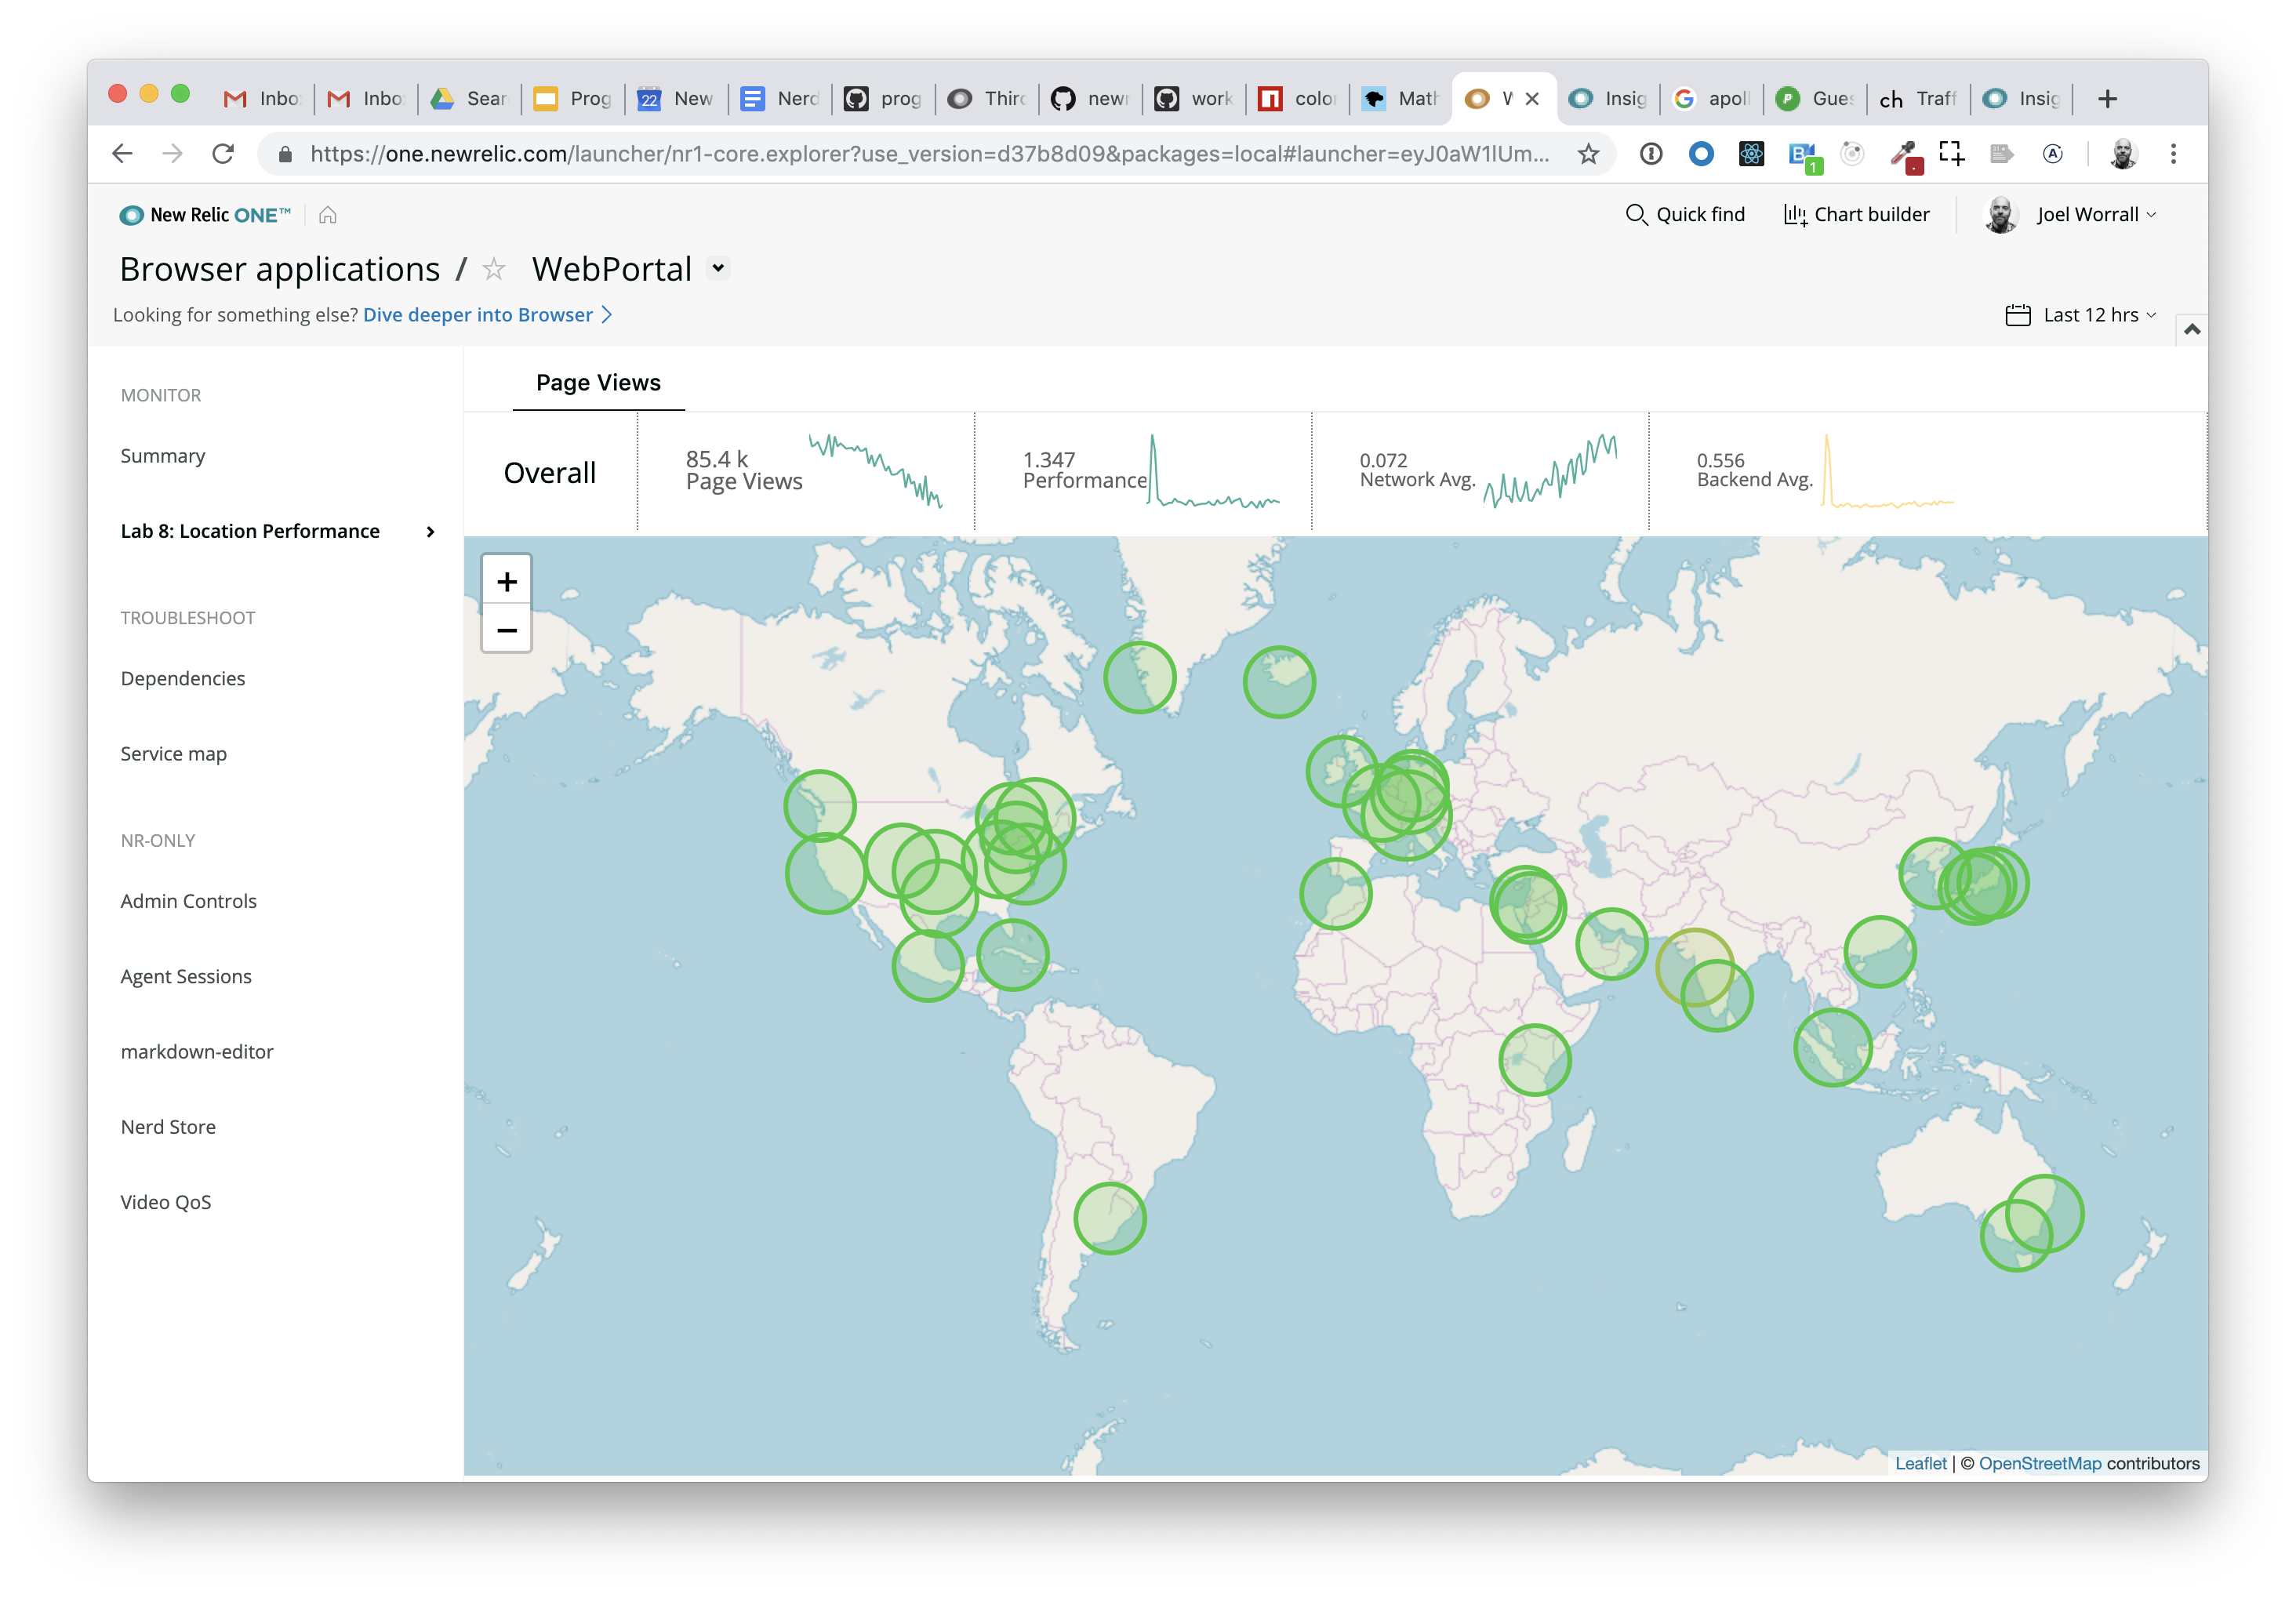 Inbo
Inbo
Sear
Prog
22
New
Nerd
prog
Thir
newr
work
colo
Math
Insig
apoll
P
Gues
ch
Traff
Insig
https://one.newrelic.com/launcher/nr1-core.explorer?use_version=d37b8d09&packages=local#launcher=eyJ0aW1lUm...
1
New Relic ONE™
Quick find
Chart builder
Joel Worrall
Browser applications / WebPortal
Looking for something else? Dive deeper into Browser
Last 12 hrs
MONITOR
Summary
Lab 8: Location Performance
TROUBLESHOOT
Dependencies
Service map
NR-ONLY
Admin Controls
Agent Sessions
markdown-editor
Nerd Store
Video QoS
Page Views
Overall
85.4 k
Page Views
1.347
Performance
0.072
Network Avg.
0.556
Backend Avg.
+
−
Leaflet | © OpenStreetMap contributors